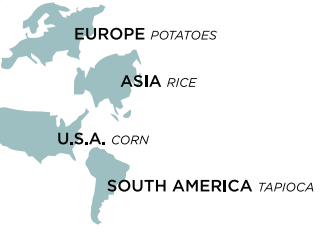 EUROPE POTATOES
ASIA RICE
U.S.A. CORN
SOUTH AMERICA TAPIOCA